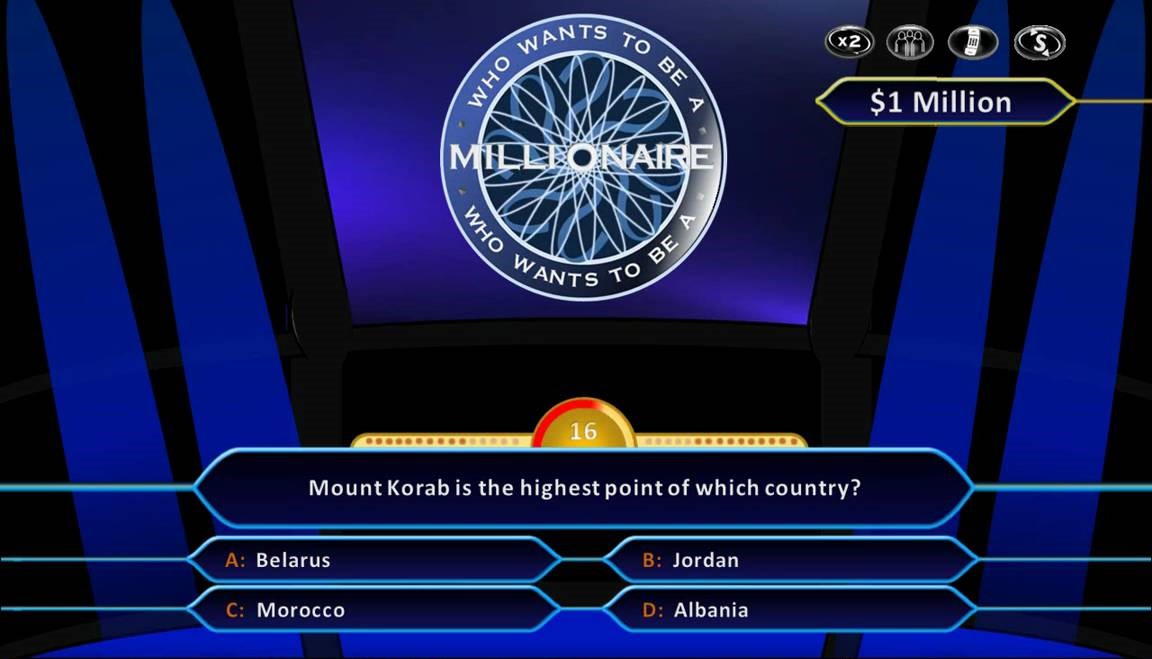 WHO WANTS TO BE A
MILLIONAIRE
WHO WANTS TO BE A
x2
S
$1 Million
16
Mount Korab is the highest point of which country?
A: Belarus
B: Jordan
C: Morocco
D: Albania